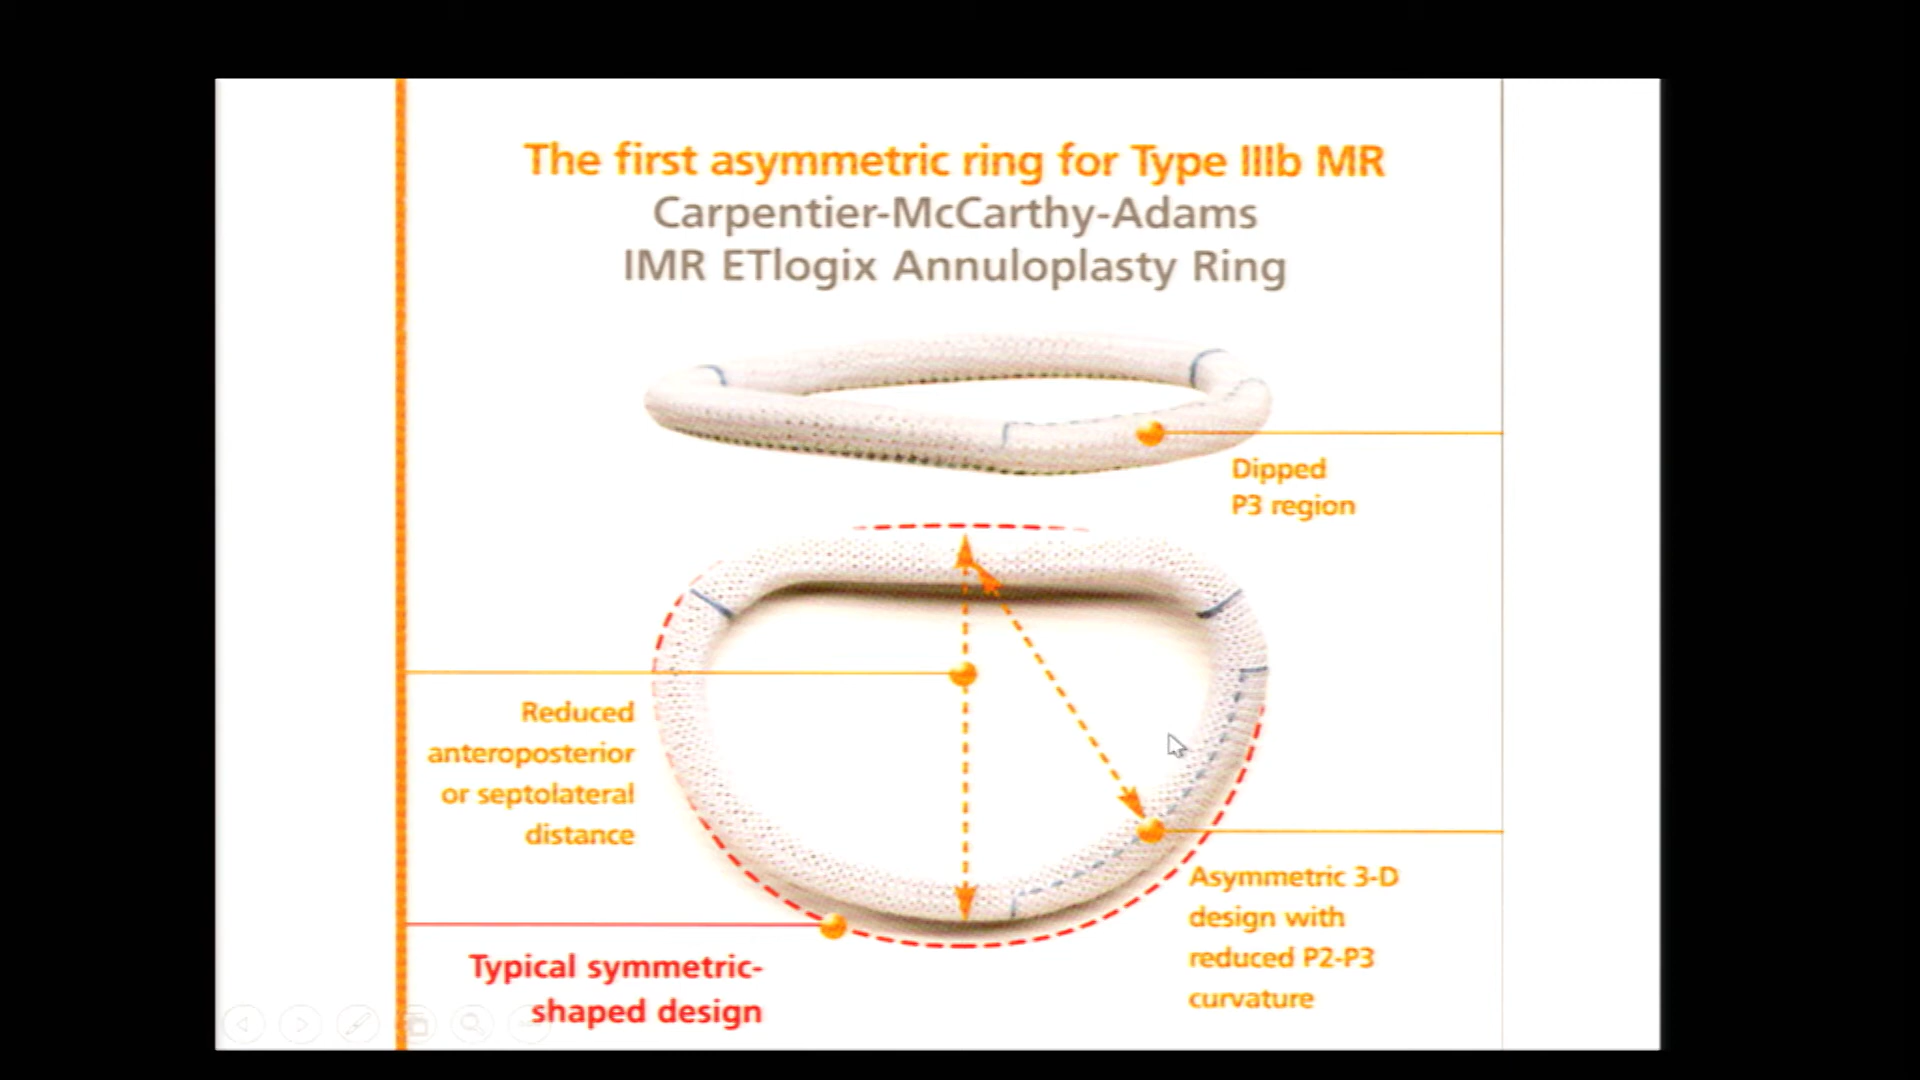 The first asymmetric ring for Type IIIb MR
Carpentier-McCarthy-Adams
IMR ETlogix Annuloplasty Ring
Dipped
P3 region
Reduced
anteroposterior
or septolateral
distance
Asymmetric 3-D
design with
reduced P2-P3
curvature
Typical symmetric-
shaped design